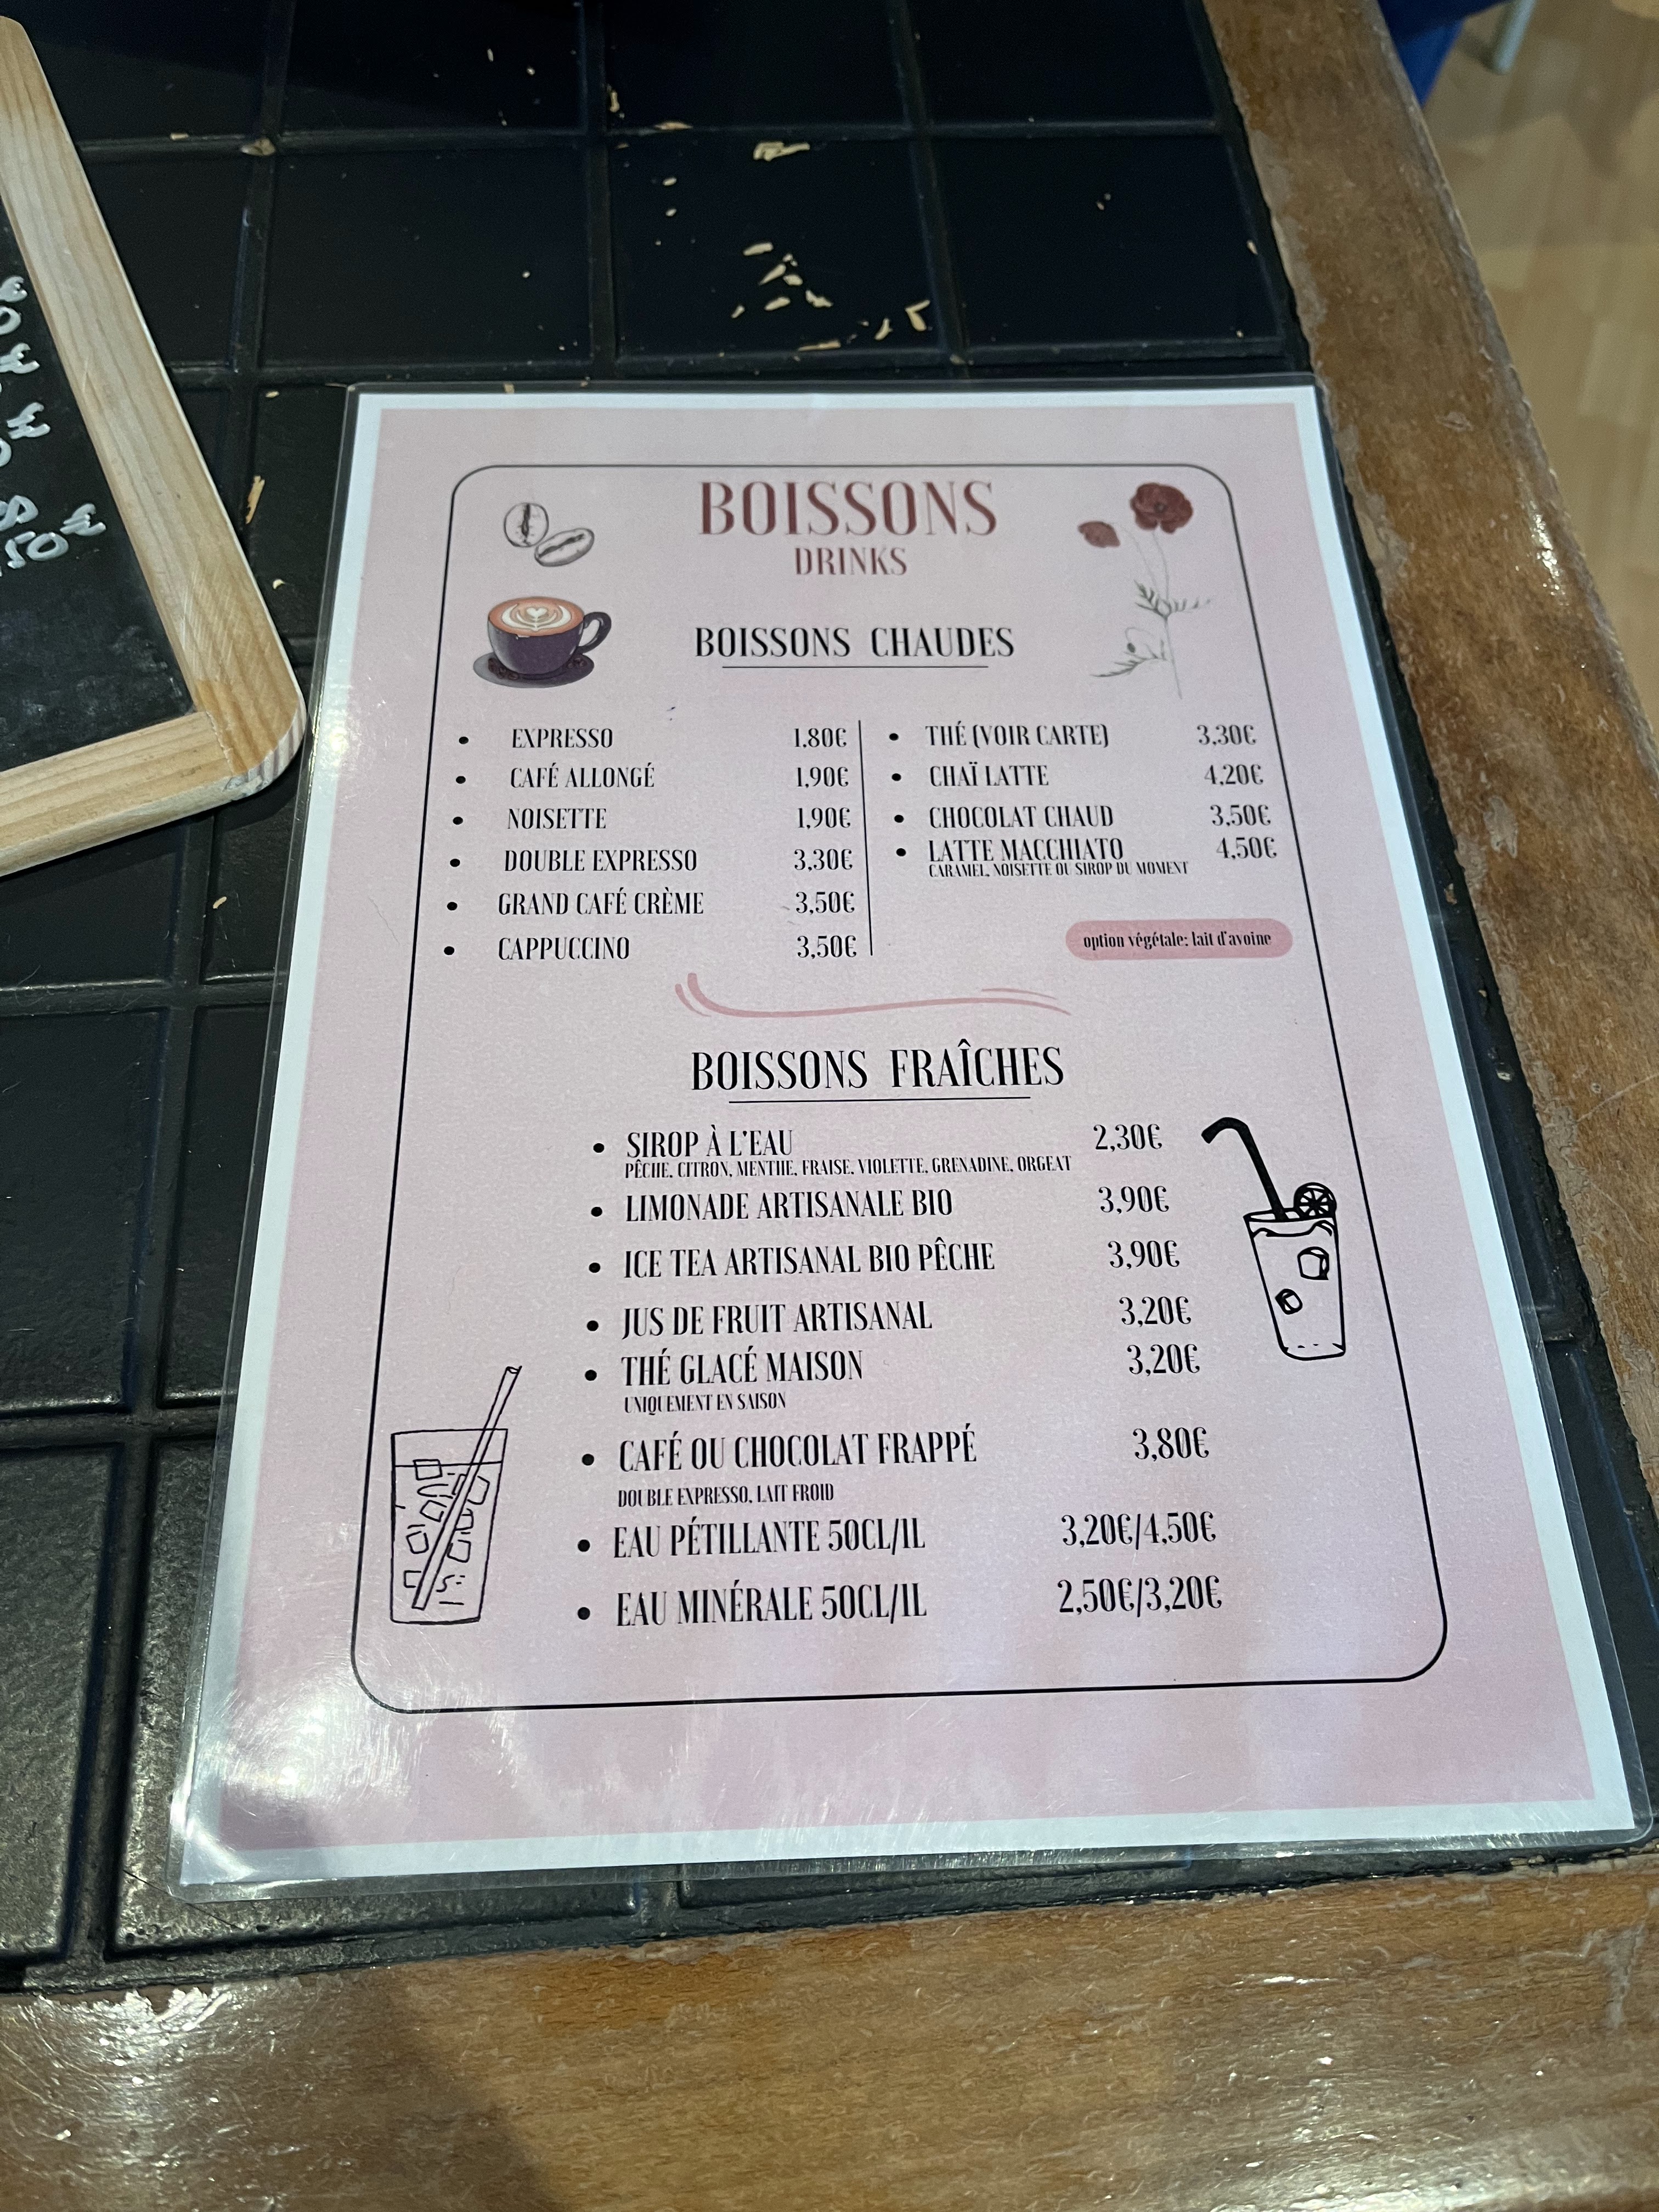 BOISSONS
DRINKS
BOISSONS CHAUDES
EXPRESSO 1.80€
CAFÉ ALLONGÉ 1,90€
NOISETTE 1,90€
DOUBLE EXPRESSO 3,30€
GRAND CAFÉ CRÈME 3,50€
CAPPUCCINO 3,50€
THÉ (VOIR CARTE) 3,30€
CHAÏ LATTE 4,20€
CHOCOLAT CHAUD 3,50€
LATTE MACCHIATO 4,50€
CARAMEL, NOISETTE OU SIROP DU MOMENT
option végétale: lait d'avoine
BOISSONS FRAÎCHES
SIROP À L'EAU 2,30€
PÊCHE, CITRON, MENTHE, FRAISE, VIOLETTE, GRENADINE, ORGEAT
LIMONADE ARTISANALE BIO 3,90€
ICE TEA ARTISANAL BIO PÊCHE 3,90€
JUS DE FRUIT ARTISANAL 3,20€
THÉ GLACÉ MAISON 3,20€
UNIQUEMENT EN SAISON
CAFÉ OU CHOCOLAT FRAPPÉ 3,80€
DOUBLE EXPRESSO, LAIT FROID
EAU PÉTILLANTE 50CL/1L 3,20€/4,50€
EAU MINÉRALE 50CL/1L 2,50€/3,20€